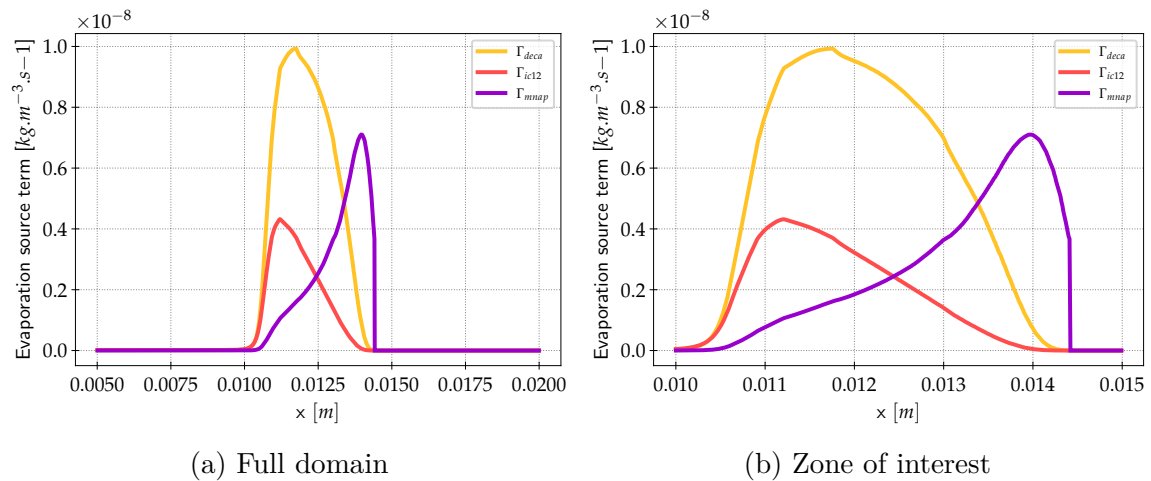 ×10−8
Evaporation source term [kg.m−3.s−1]
1.0
0.8
0.6
0.4
0.2
0.0
Γdeca
Γic12
Γmnap
0.0050 0.0075 0.0100 0.0125 0.0150 0.0175 0.0200
x [m]
(a) Full domain
×10−8
Evaporation source term [kg.m−3.s−1]
1.0
0.8
0.6
0.4
0.2
0.0
Γdeca
Γic12
Γmnap
0.010 0.011 0.012 0.013 0.014 0.015
x [m]
(b) Zone of interest